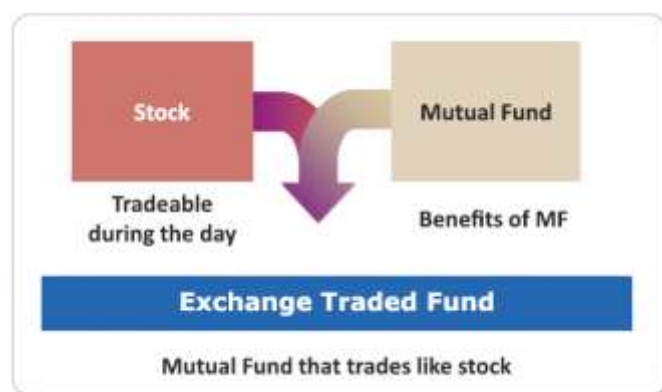 Stock
Mutual Fund
Tradeable
during the day
Benefits of MF
Exchange Traded Fund
Mutual Fund that trades like stock